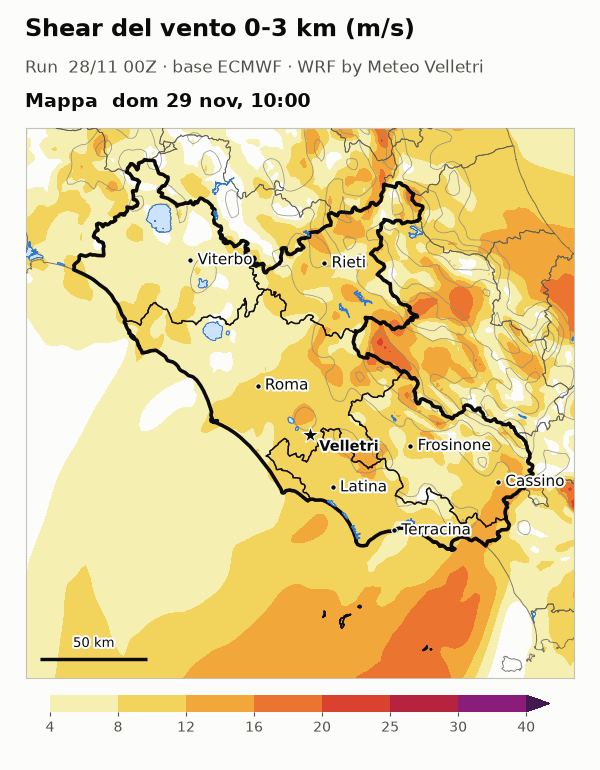 Shear del vento 0-3 km (m/s)
Run  28/11 00Z · base ECMWF · WRF by Meteo Velletri
Mappa  dom 29 nov, 10:00
Viterbo
Rieti
Roma
Velletri
Frosinone
Cassino
Latina
Terracina
50 km
4 8 12 16 20 25 30 40